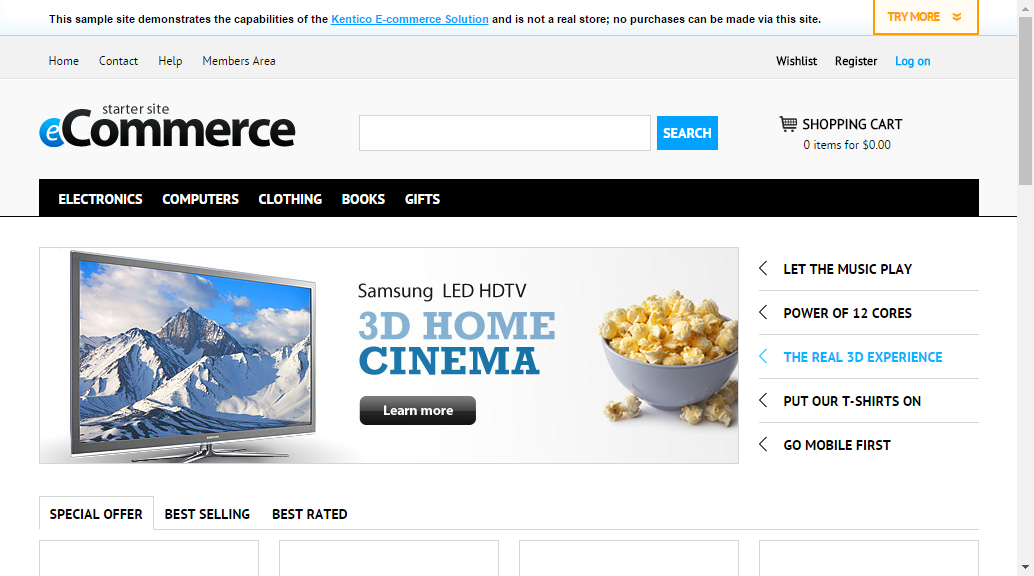 This sample site demonstrates the capabilities of the Kentico E-commerce Solution and is not a real store; no purchases can be made via this site.
TRY MORE
Home Contact Help Members Area
Wishlist Register Log on
starter site
eCommerce
SEARCH
SHOPPING CART
0 items for $0.00
ELECTRONICS COMPUTERS CLOTHING BOOKS GIFTS
Samsung LED HDTV
3D HOME
CINEMA
Learn more
LET THE MUSIC PLAY
POWER OF 12 CORES
THE REAL 3D EXPERIENCE
PUT OUR T-SHIRTS ON
GO MOBILE FIRST
SPECIAL OFFER BEST SELLING BEST RATED